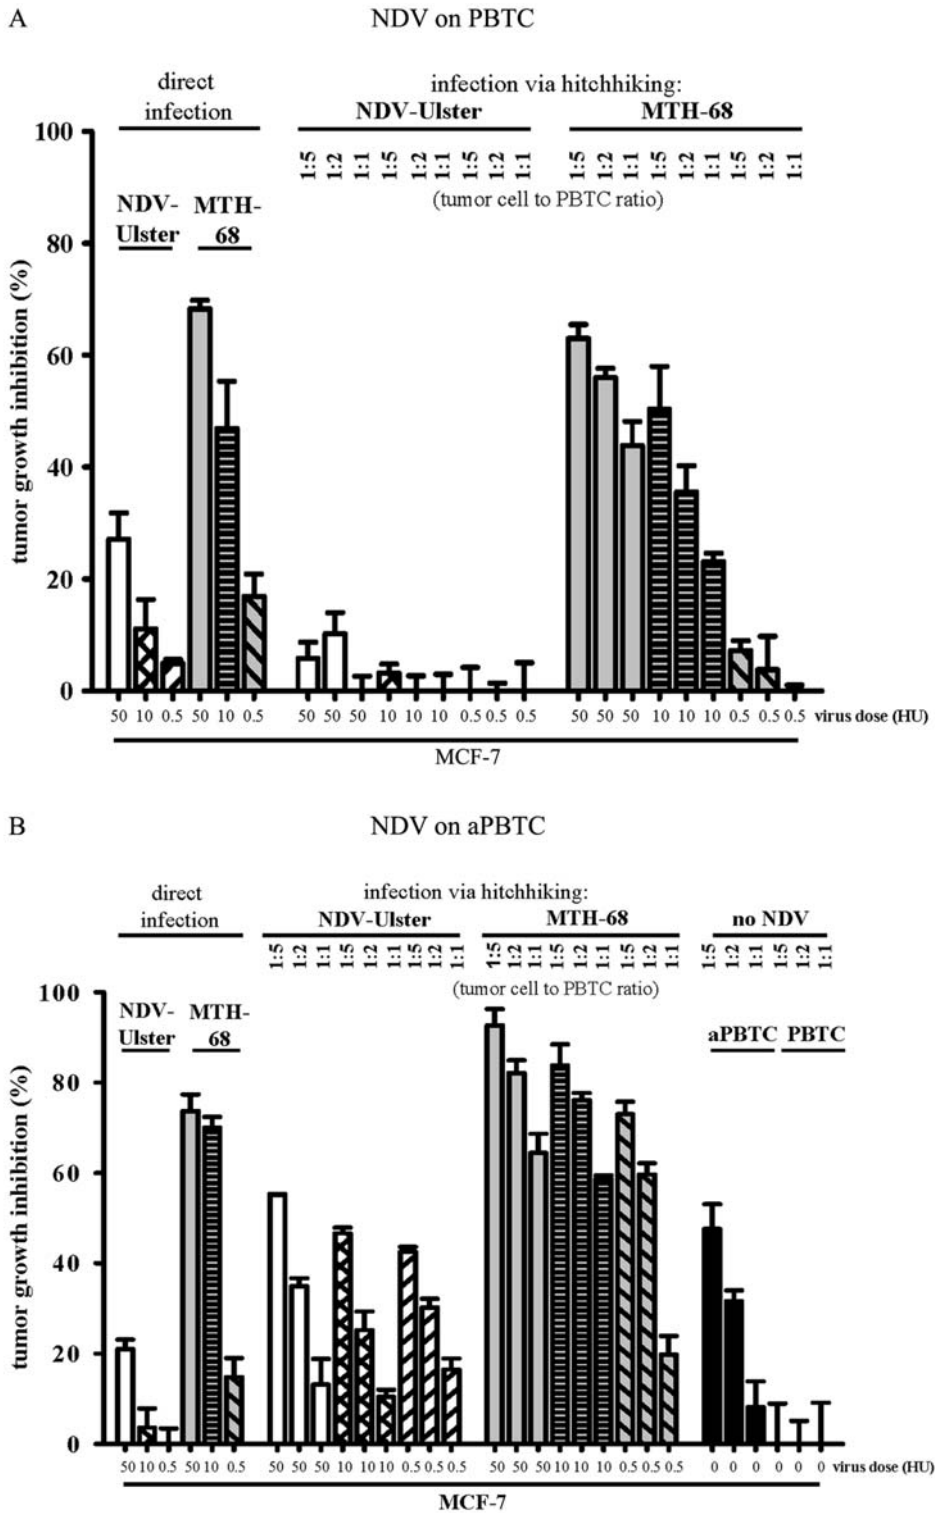 A
NDV on PBTC
direct
infection
infection via hitchhiking:
NDV-Ulster
MTH-68
1:5 1:2 1:1 1:5 1:2 1:1 1:5 1:2 1:1
1:5 1:2 1:1 1:5 1:2 1:1 1:5 1:2 1:1
(tumor cell to PBTC ratio)
NDV-
Ulster
MTH-
68
tumor growth inhibition (%)
100
80
60
40
20
0
50 10 0.5 50 10 0.5 50 50 50 10 10 10 0.5 0.5 0.5 50 50 50 10 10 10 0.5 0.5 0.5 virus dose (HU)
MCF-7
B
NDV on aPBTC
direct
infection
infection via hitchhiking:
NDV-Ulster
MTH-68
no NDV
1:5 1:2 1:1 1:5 1:2 1:1 1:5 1:2 1:1
1:5 1:2 1:1 1:5 1:2 1:1 1:5 1:2 1:1
1:5 1:2 1:1 1:5 1:2 1:1
(tumor cell to PBTC ratio)
NDV-
Ulster
MTH-
68
aPBTC PBTC
tumor growth inhibition (%)
100
80
60
40
20
0
50 10 0.5 50 10 0.5 50 50 50 10 10 10 0.5 0.5 0.5 50 50 50 10 10 10 0.5 0.5 0.5 0 0 0 0 0 0 virus dose (HU)
MCF-7